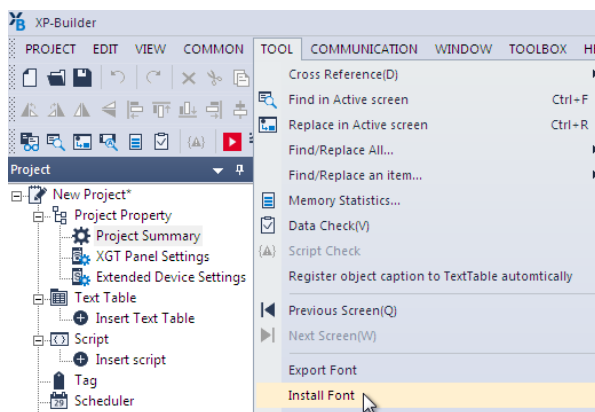 XP-Builder
PROJECT EDIT VIEW COMMON TOOL COMMUNICATION WINDOW TOOLBOX
Project
New Project*
Project Property
Project Summary
XGT Panel Settings
Extended Device Settings
Text Table
Insert Text Table
Script
Insert script
Tag
29 Scheduler
Cross Reference(D)
Find in Active screen Ctrl+F
Replace in Active screen Ctrl+R
Find/Replace All...
Find/Replace an item...
Memory Statistics...
Data Check(V)
{A} Script Check
Register object caption to TextTable automtically
Previous Screen(Q)
Next Screen(W)
Export Font
Install Font